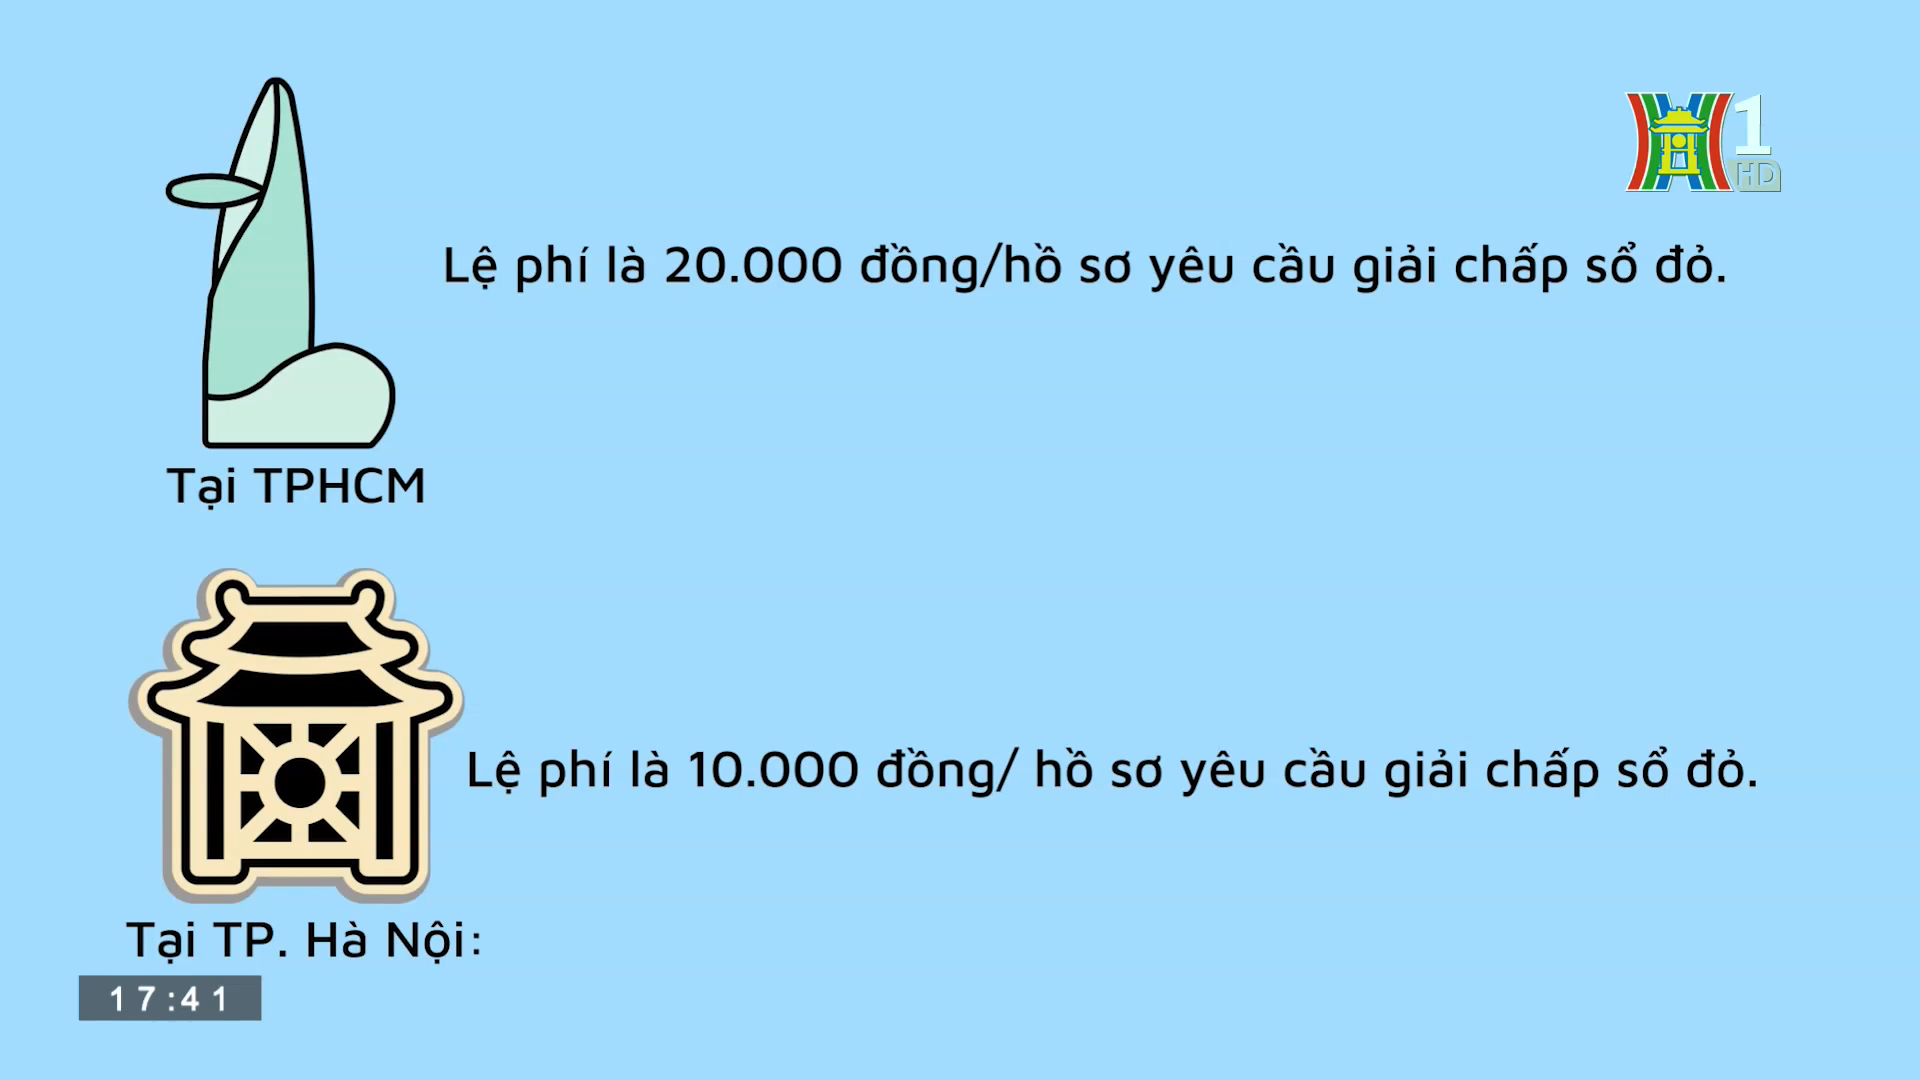 1
HD
Lệ phí là 20.000 đồng/hồ sơ yêu cầu giải chấp sổ đỏ.
Tại TPHCM
Lệ phí là 10.000 đồng/ hồ sơ yêu cầu giải chấp sổ đỏ.
Tại TP. Hà Nội:
17:41